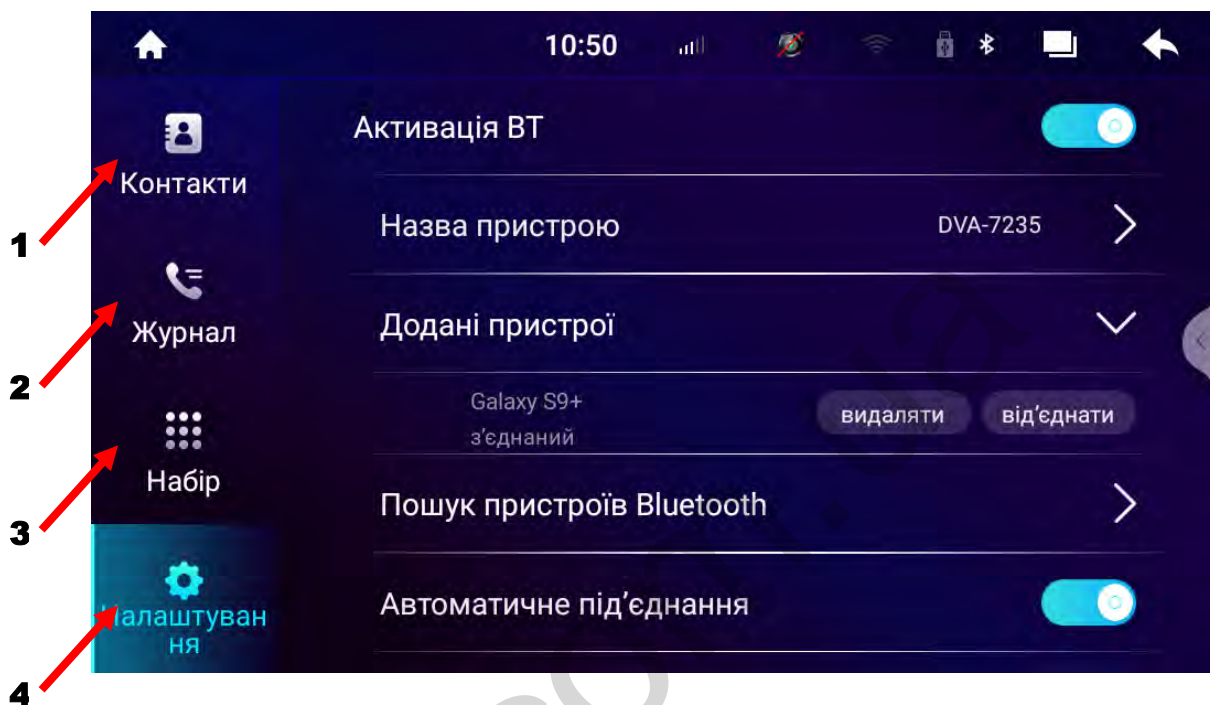 10:50
Активація BT
Контакти
1
Назва пристрою DVA-7235
Журнал
Додані пристрої
2
Galaxy S9+
з’єднаний
видаляти від’єднати
Набір
3
Пошук пристроїв Bluetooth
Автоматичне під’єднання
Налаштуван
ня
4